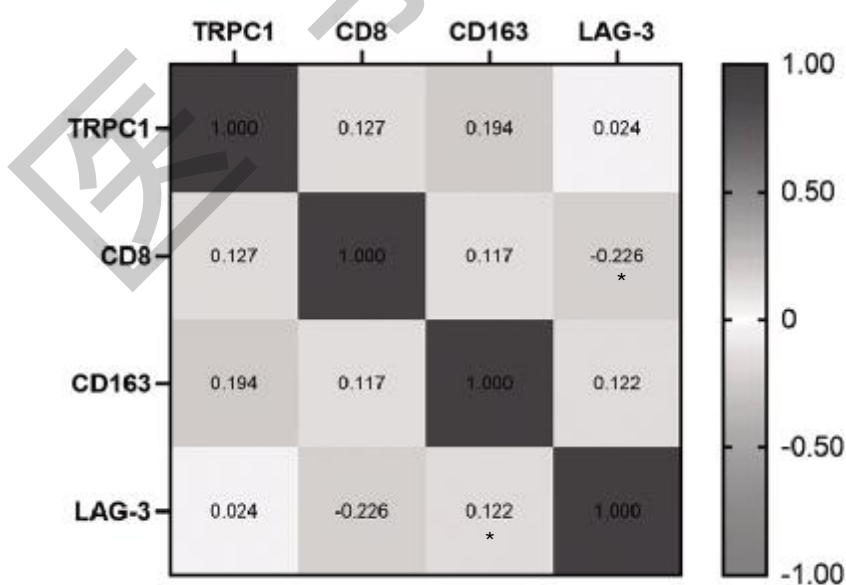 TRPC1 CD8 CD163 LAG-3
TRPC1 1.000 0.127 0.194 0.024
CD8 0.127 1.000 0.117 -0.226
*
CD163 0.194 0.117 1.000 0.122
LAG-3 0.024 -0.226 0.122 1.000
*
1.00
0.50
0
-0.50
-1.00
医